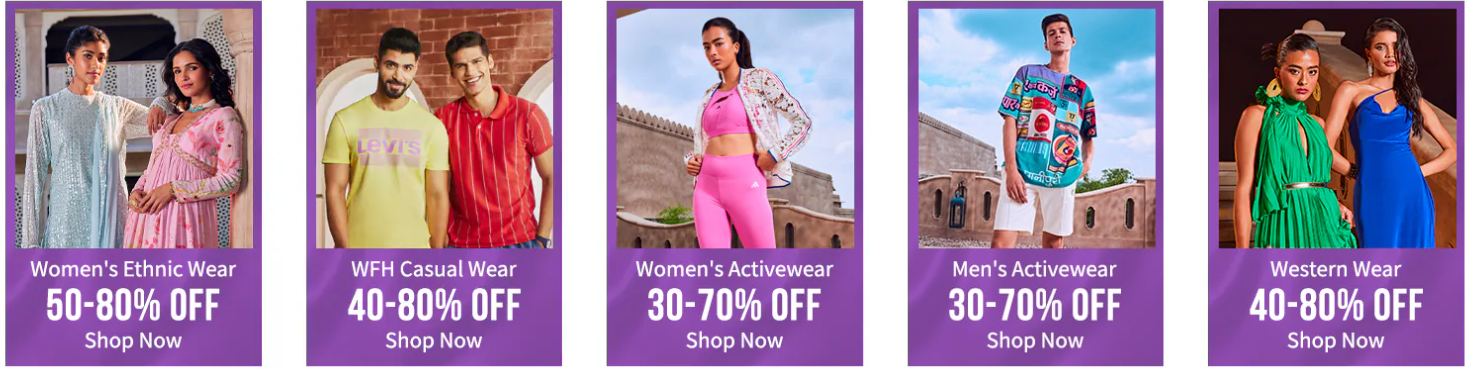 Women's Ethnic Wear
50-80% OFF
Shop Now
LEVI'S
WFH Casual Wear
40-80% OFF
Shop Now
Women's Activewear
30-70% OFF
Shop Now
Men's Activewear
30-70% OFF
Shop Now
Western Wear
40-80% OFF
Shop Now